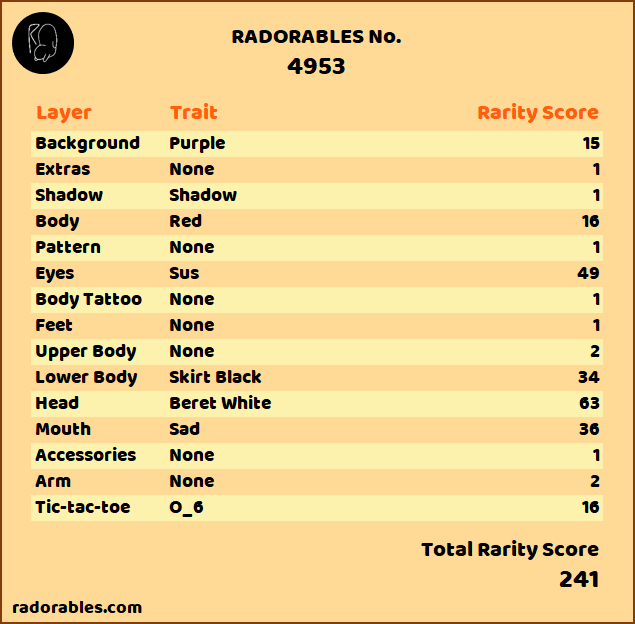 RADORABLES No.
4953
Layer Trait Rarity Score
Background Purple 15
Extras None 1
Shadow Shadow 1
Body Red 16
Pattern None 1
Eyes Sus 49
Body Tattoo None 1
Feet None 1
Upper Body None 2
Lower Body Skirt Black 34
Head Beret White 63
Mouth Sad 36
Accessories None 1
Arm None 2
Tic-tac-toe O_6 16
Total Rarity Score
241
radorables.com